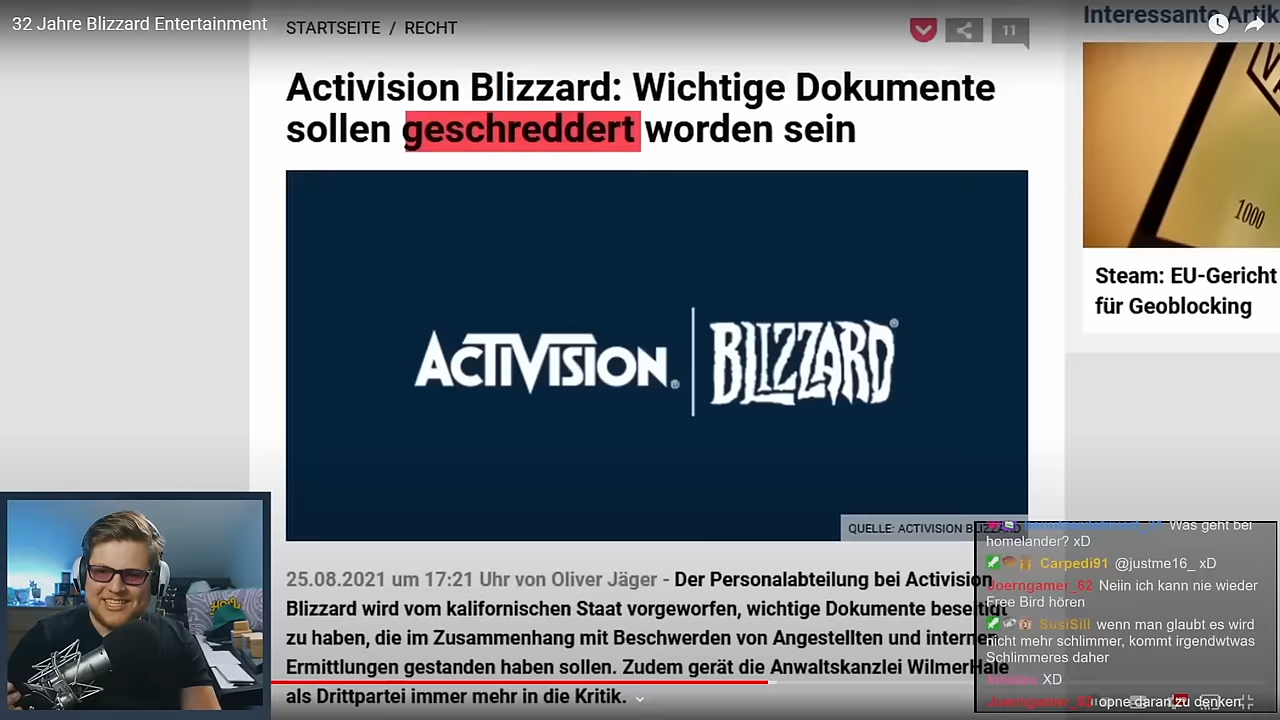 32 Jahre Blizzard Entertainment
STARTSEITE / RECHT
11
Interessante Artik
Activision Blizzard: Wichtige Dokumente
sollen geschreddert worden sein
1000
Steam: EU-Gericht
für Geoblocking
ACTIVISION® BLIZZARD®
QUELLE: ACTIVISION BLIZZARD
25.08.2021 um 17:21 Uhr von Oliver Jäger - Der Personalabteilung bei Activision
Blizzard wird vom kalifornischen Staat vorgeworfen, wichtige Dokumente beseitigt
zu haben, die im Zusammenhang mit Beschwerden von Angestellten und internen
Ermittlungen gestanden haben sollen. Zudem gerät die Anwaltskanzlei WilmerHale
als Drittpartei immer mehr in die Kritik.
Was geht bei
homelander? xD
Carpedi91 @justme16_ xD
Joerngamer_62 Neiin ich kann nie wieder
Free Bird hören
SusiSill wenn man glaubt es wird
nicht mehr schlimmer, kommt irgendwtwas
Schlimmeres daher
XD
Joerngamer_62 opne daran zu denken